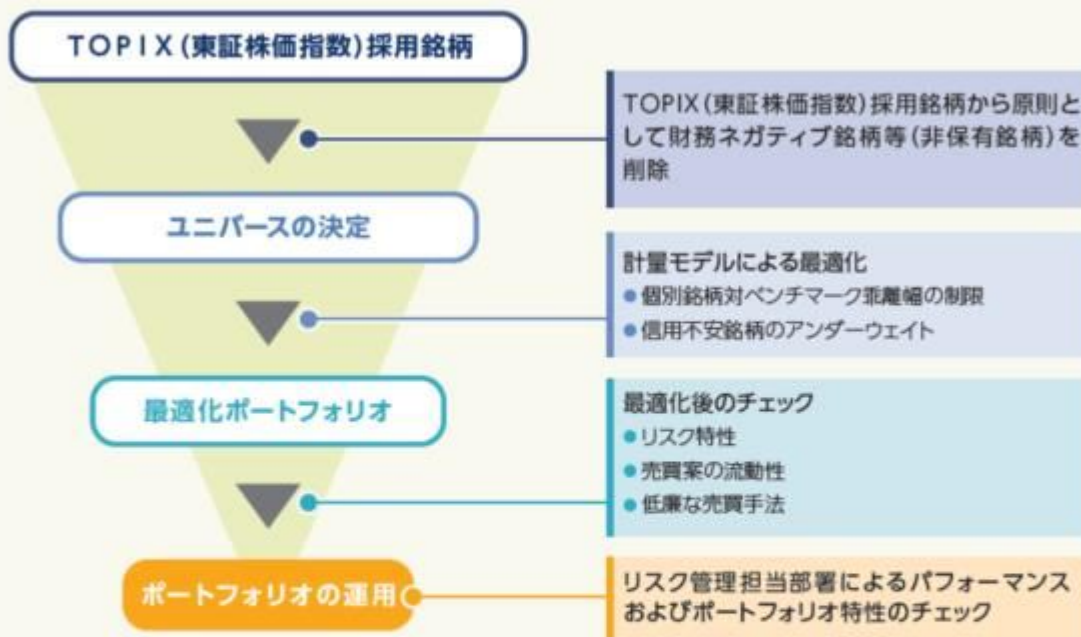 TOPIX(東証株価指数)採用銘柄
TOPIX(東証株価指数)採用銘柄から原則と
して財務ネガティブ銘柄等(非保有銘柄)を
削除
ユニバースの決定
計量モデルによる最適化
●個別銘柄対ベンチマーク乖離幅の制限
●信用不安銘柄のアンダーウェイト
最適化ポートフォリオ
最適化後のチェック
●リスク特性
●売買案の流動性
●低廉な売買手法
ポートフォリオの運用
リスク管理担当部署によるパフォーマンス
およびポートフォリオ特性のチェック